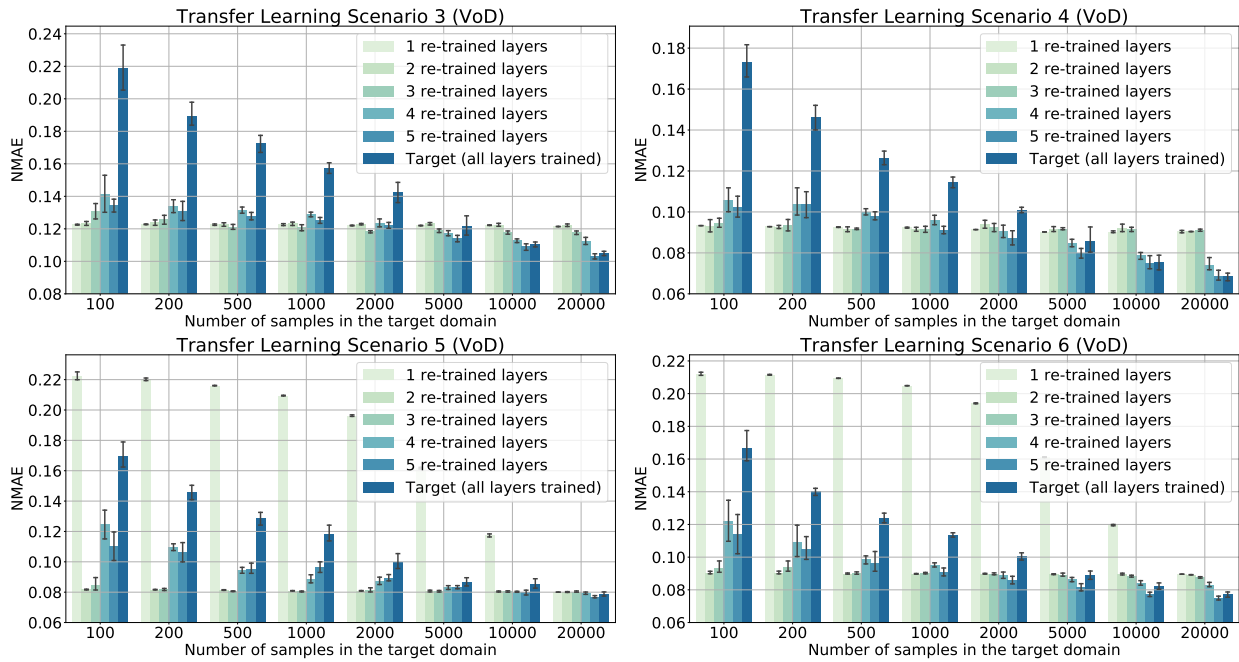 Transfer Learning Scenario 3 (VoD)
0.24
0.22
0.20
0.18
0.16
0.14
0.12
0.10
0.08
NMAE
1 re-trained layers
2 re-trained layers
3 re-trained layers
4 re-trained layers
5 re-trained layers
Target (all layers trained)
100 200 500 1000 2000 5000 10000 20000
Number of samples in the target domain
Transfer Learning Scenario 4 (VoD)
0.18
0.16
0.14
0.12
0.10
0.08
0.06
NMAE
1 re-trained layers
2 re-trained layers
3 re-trained layers
4 re-trained layers
5 re-trained layers
Target (all layers trained)
100 200 500 1000 2000 5000 10000 20000
Number of samples in the target domain
Transfer Learning Scenario 5 (VoD)
0.22
0.20
0.18
0.16
0.14
0.12
0.10
0.08
0.06
NMAE
1 re-trained layers
2 re-trained layers
3 re-trained layers
4 re-trained layers
5 re-trained layers
Target (all layers trained)
100 200 500 1000 2000 5000 10000 20000
Number of samples in the target domain
Transfer Learning Scenario 6 (VoD)
0.22
0.20
0.18
0.16
0.14
0.12
0.10
0.08
0.06
NMAE
1 re-trained layers
2 re-trained layers
3 re-trained layers
4 re-trained layers
5 re-trained layers
Target (all layers trained)
100 200 500 1000 2000 5000 10000 20000
Number of samples in the target domain